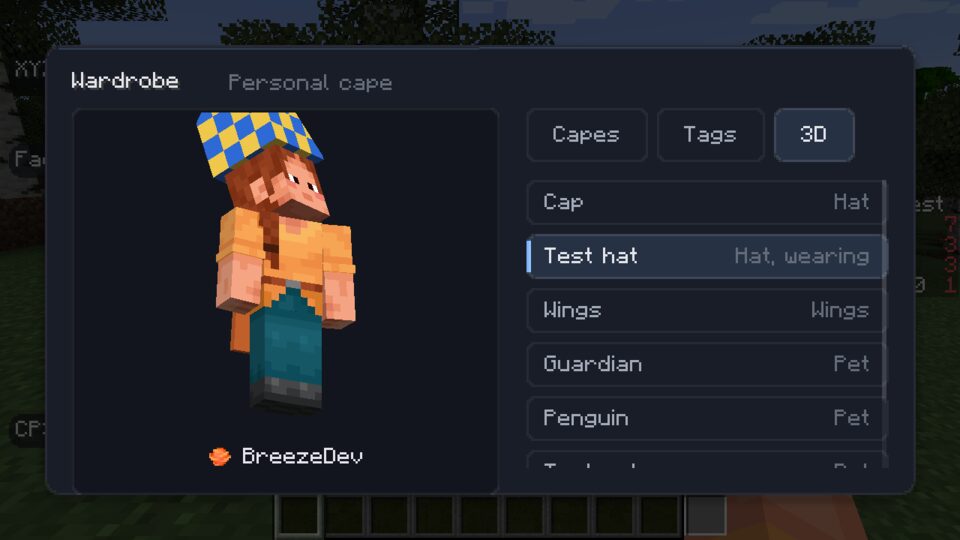 Wardrobe
Personal cape
XYZ
Capes
Tags
3D
Cap
Hat
Test hat
Hat, wearing
Wings
Wings
Guardian
Pet
Penguin
Pet
BreezeDev